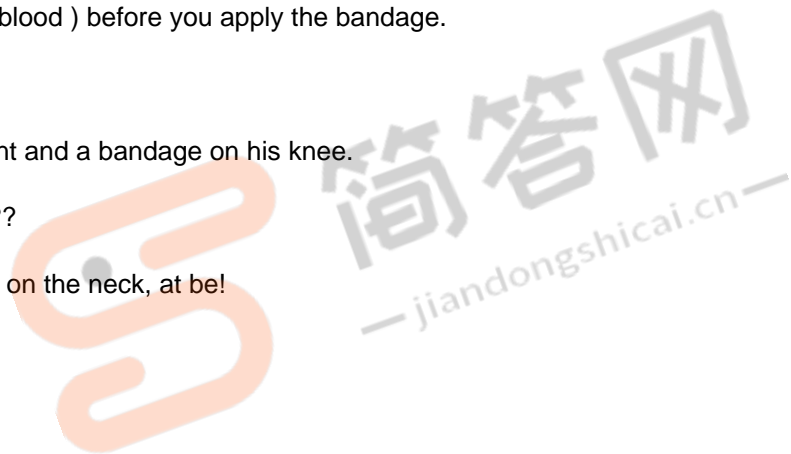 blood ) before you apply the bandage.
nt and a bandage on his knee.
?
on the neck, at be!
简答网
jiandongshicai.cn